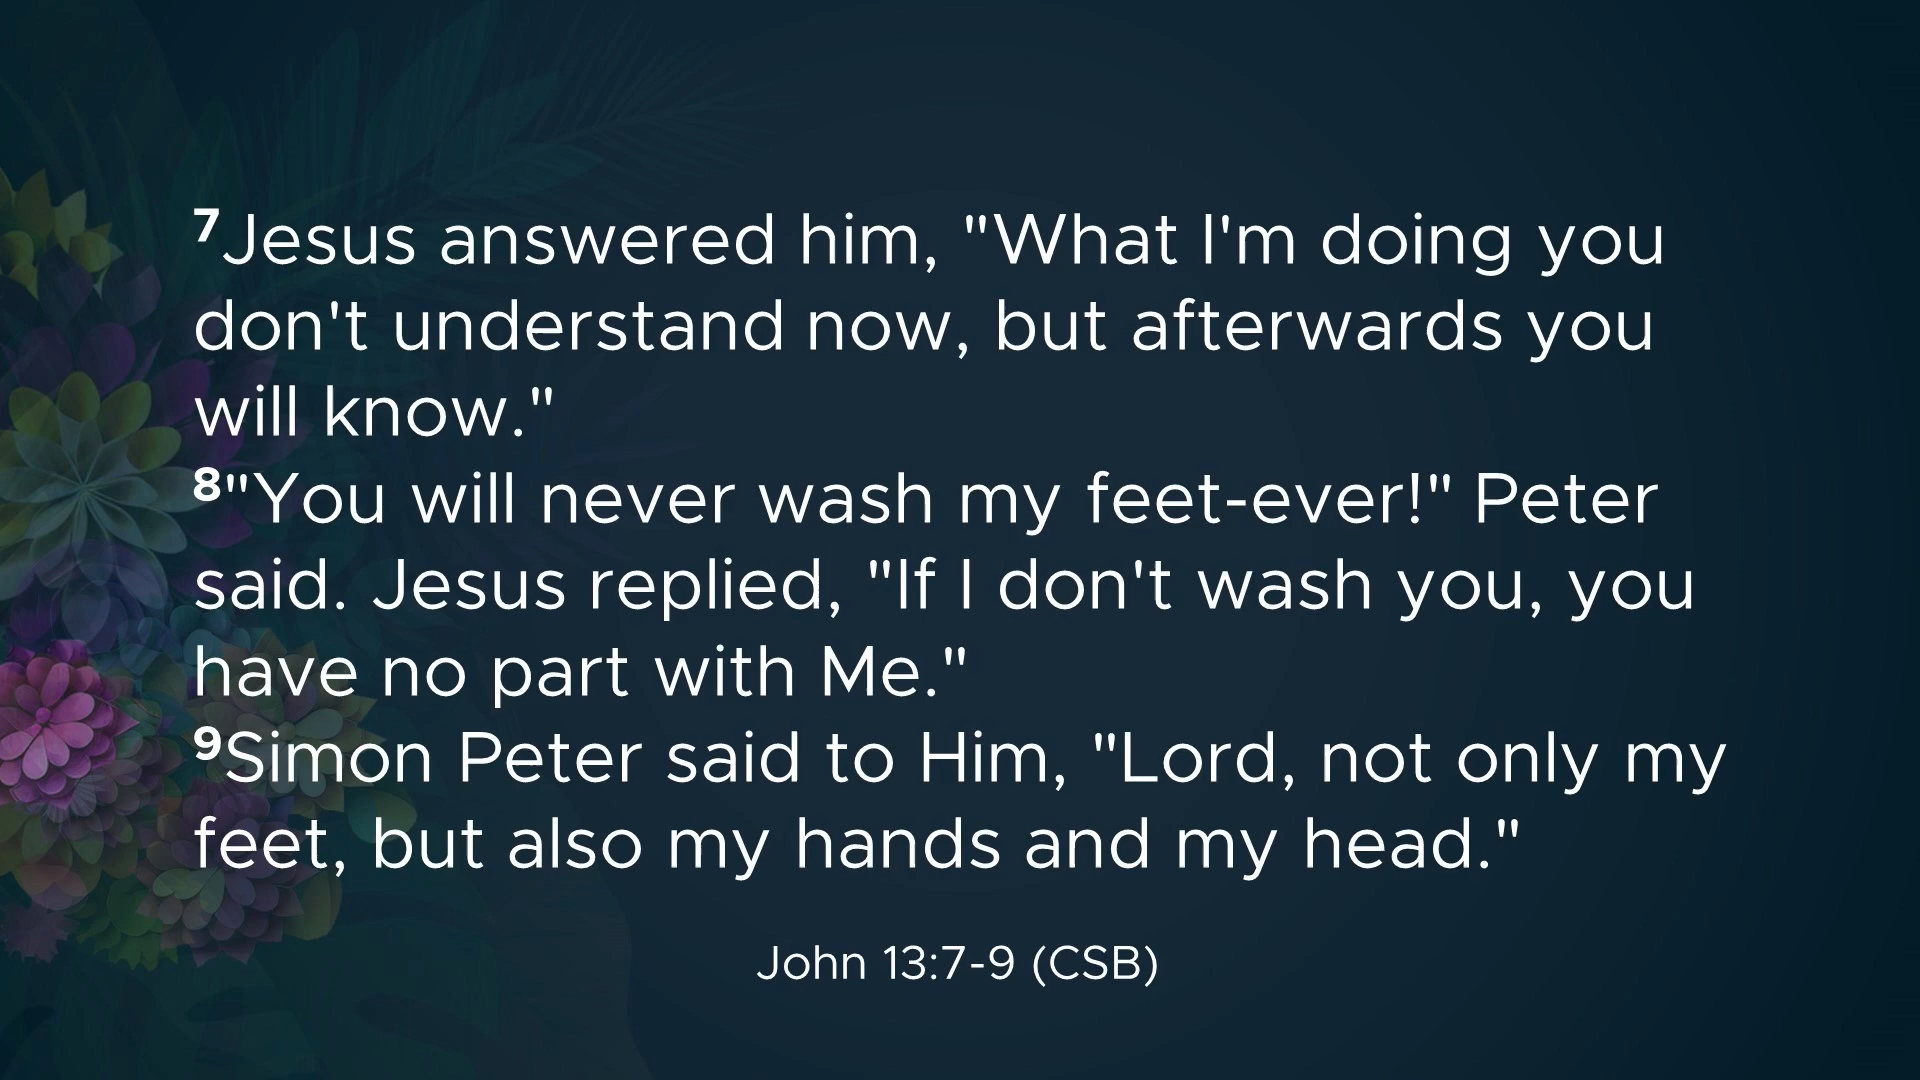 7Jesus answered him, "What I'm doing you
don't understand now, but afterwards you
will know."
8"You will never wash my feet-ever!" Peter
said. Jesus replied, "If I don't wash you, you
have no part with Me."
9Simon Peter said to Him, "Lord, not only my
feet, but also my hands and my head."
John 13:7-9 (CSB)